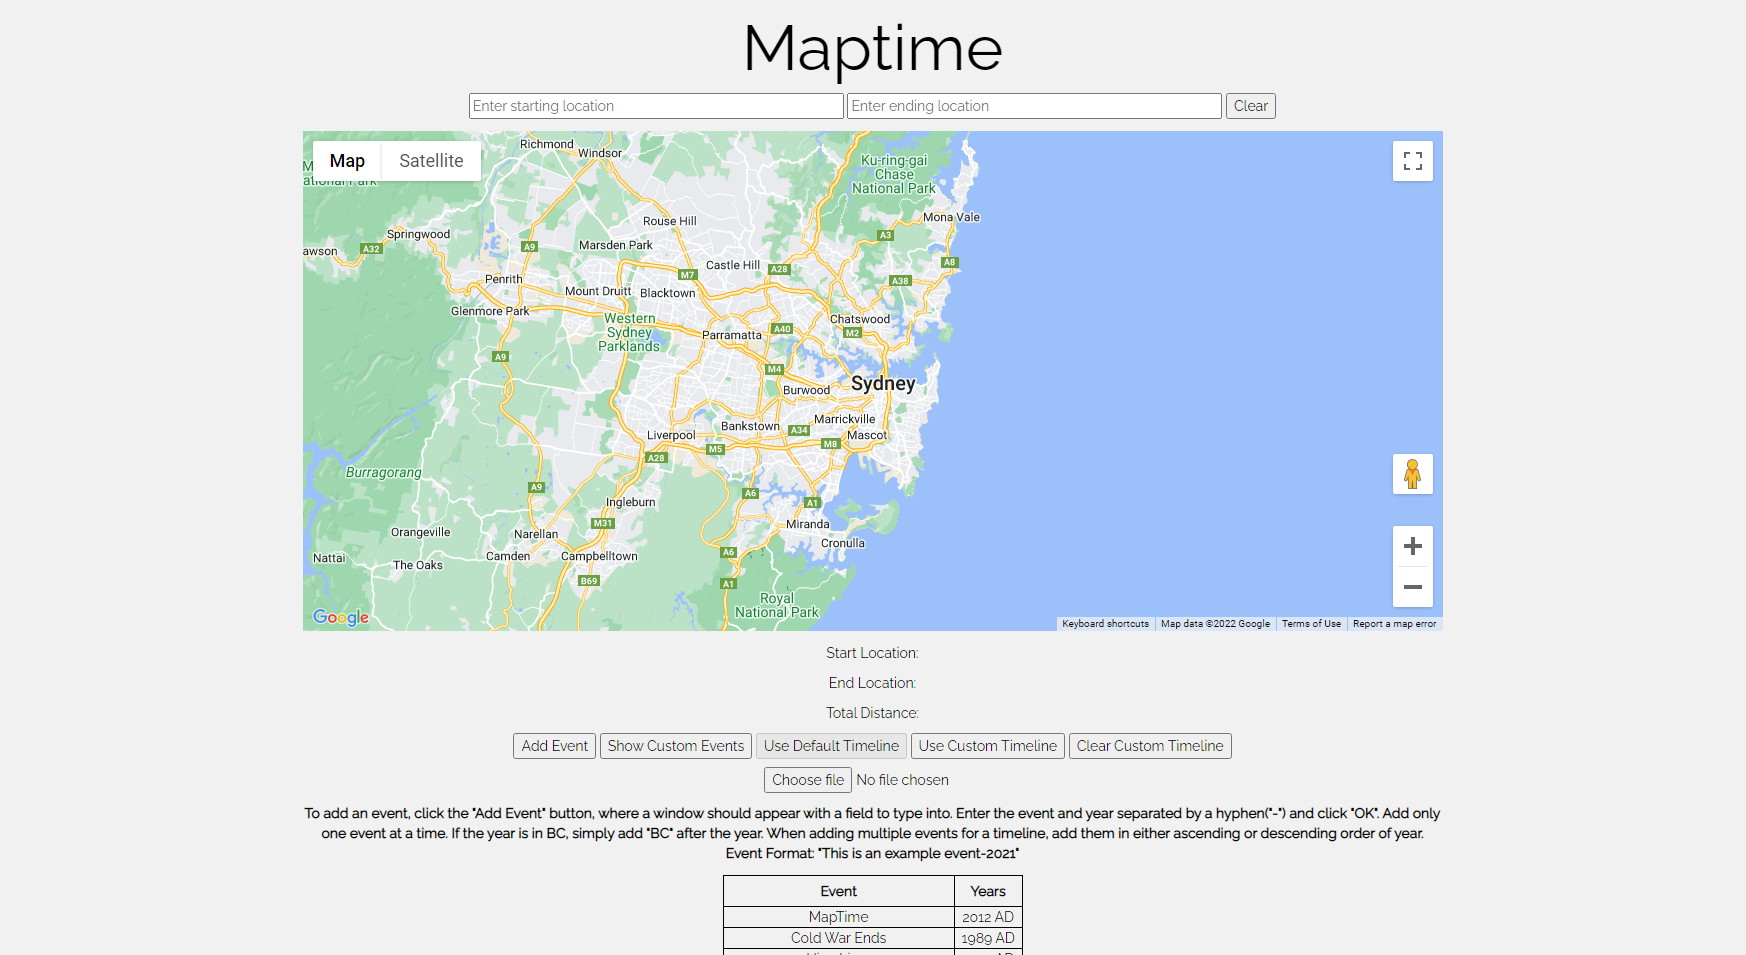 Maptime
Enter starting location
Enter ending location
Clear
Map
Satellite
Richmond
Windsor
Ku-ring-gai
Chase
National Park
Rouse Hill
Mona Vale
Springwood
A3
awson
A32
A9
Marsden Park
Castle Hill
A28
A8
M7
Penrith
A38
Mount Druitt
Blacktown
Glenmore Park
Western
Sydney
Parklands
Chatswood
A40
M2
Parramatta
A9
M4
Burwood
Sydney
Marrickville
Bankstown
A34
Liverpool
Mascot
M8
M5
A28
Burragorang
A9
A6
Ingleburn
A1
M31
Miranda
Orangeville
Narellan
Cronulla
Nattai
Camden
Campbelltown
A6
The Oaks
B69
A1
Royal
National Park
Google
Keyboard shortcuts
Map data ©2022 Google
Terms of Use
Report a map error
Start Location:
End Location:
Total Distance:
Add Event
Show Custom Events
Use Default Timeline
Use Custom Timeline
Clear Custom Timeline
Choose file No file chosen
To add an event, click the "Add Event" button, where a window should appear with a field to type into. Enter the event and year separated by a hyphen("-") and click "OK". Add only
one event at a time. If the year is in BC, simply add "BC" after the year. When adding multiple events for a timeline, add them in either ascending or descending order of year.
Event Format: "This is an example event-2021"
Event Years
MapTime 2012 AD
Cold War Ends 1989 AD